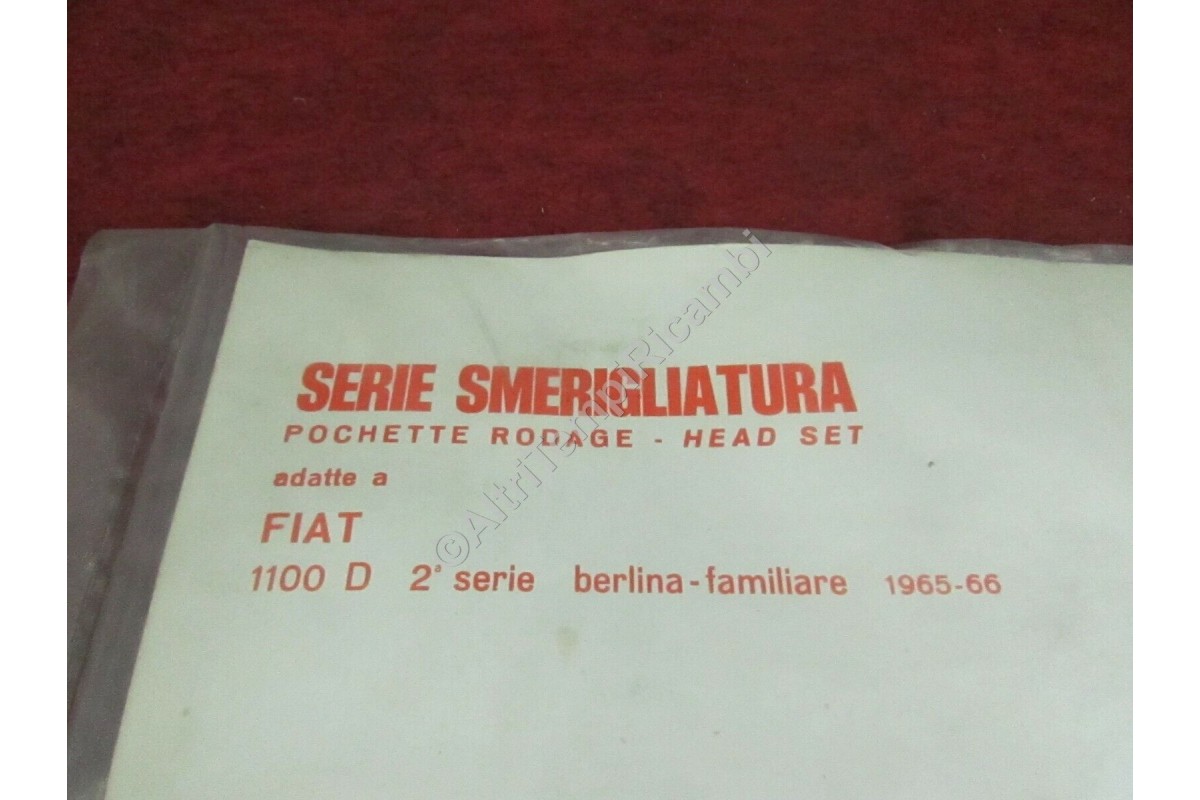 SERIE SMERIGLIATURA
POCHETTE RODAGE - HEAD SET
adatte a
FIAT
1100 D 2ª serie berlina-familiare 1965-66
©AltriTempiRicambi